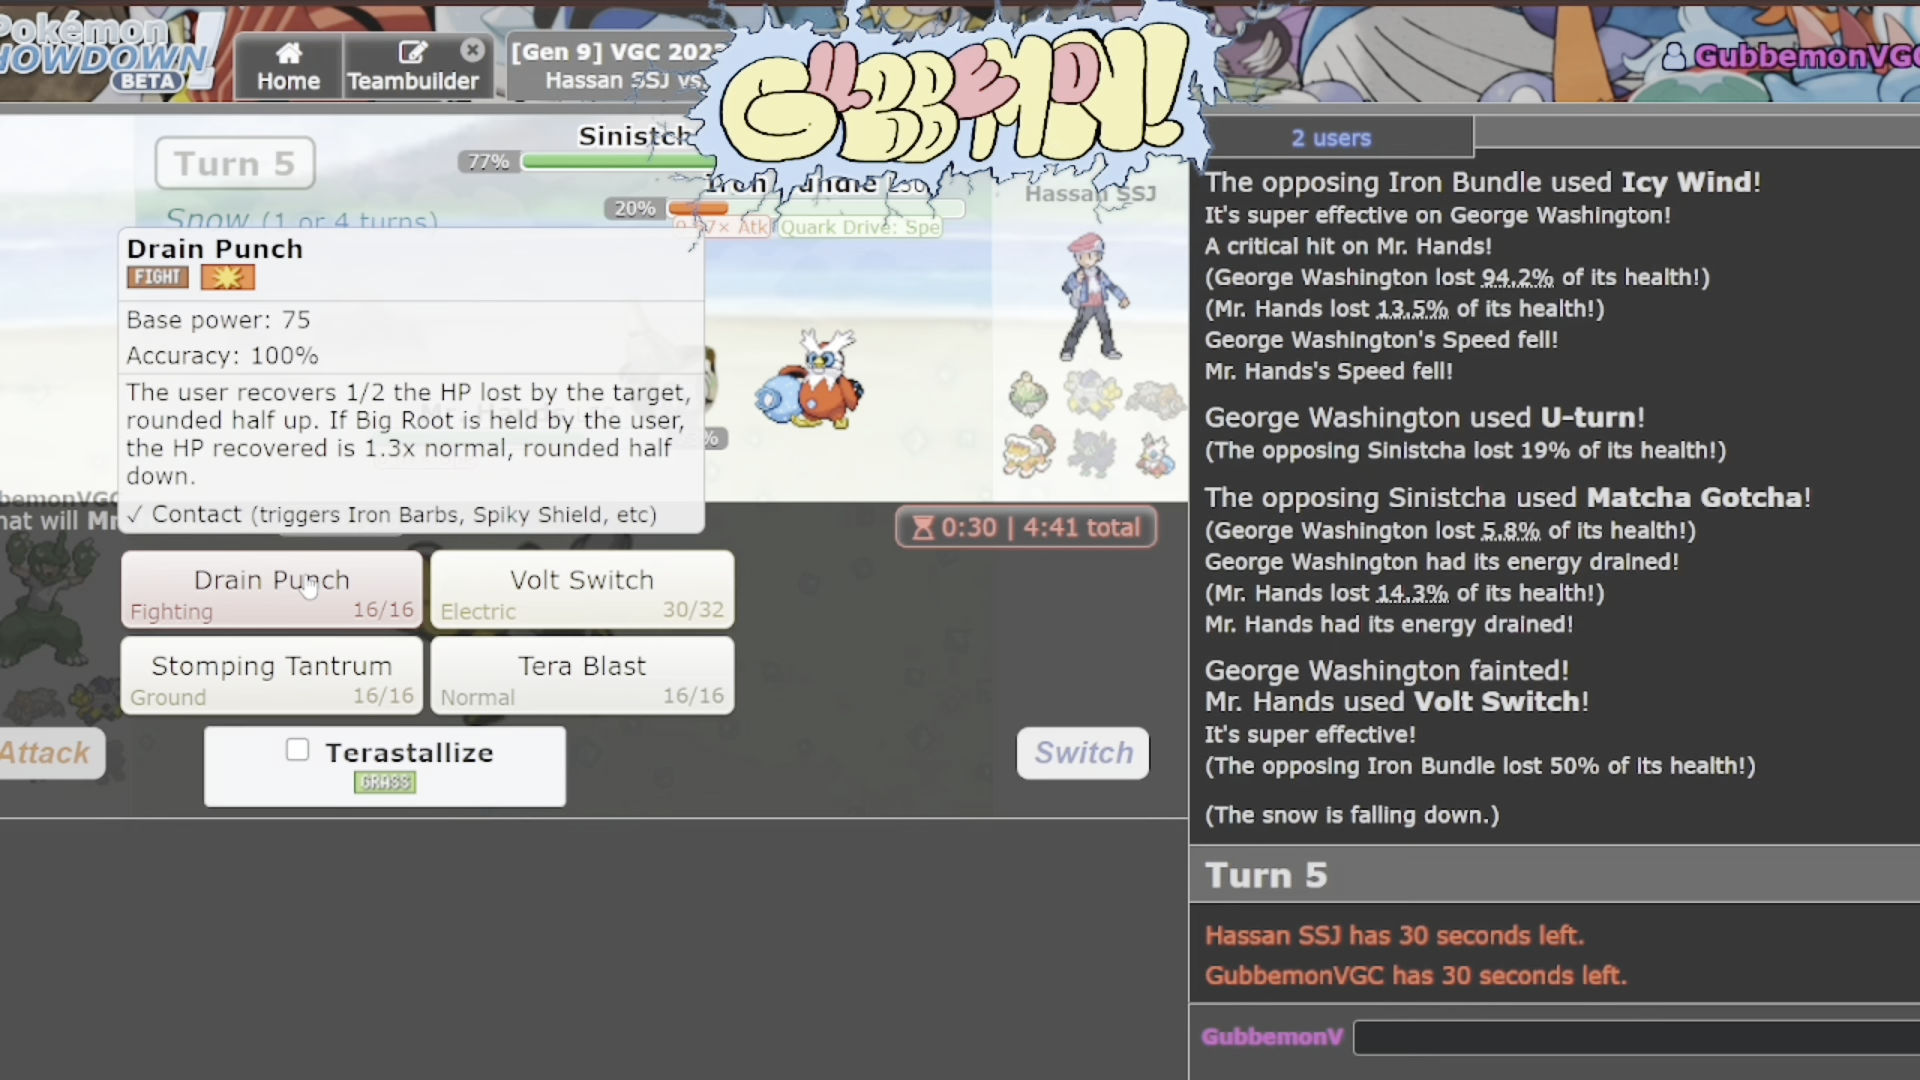 Pokémon
SHOWDOWN!
BETA
Home
Teambuilder
[Gen 9] VGC 2023
Hassan SSJ vs.
GUBBEMON!
GubbemonVGC
Turn 5
Snow (1 or 4 turns)
77%
20%
Atk
Quark Drive: Spe
Hassan SSJ
Drain Punch
FIGHT
Base power: 75
Accuracy: 100%
The user recovers 1/2 the HP lost by the target,
rounded half up. If Big Root is held by the user,
the HP recovered is 1.3x normal, rounded half
down.
✓ Contact (triggers Iron Barbs, Spiky Shield, etc)
%
will
0:30 | 4:41 total
Drain Punch
Fighting 16/16
Volt Switch
Electric 30/32
Stomping Tantrum
Ground 16/16
Tera Blast
Normal 16/16
Terastallize
GRASS
Attack
Switch
2 users
The opposing Iron Bundle used Icy Wind!
It's super effective on George Washington!
A critical hit on Mr. Hands!
(George Washington lost 94.2% of its health!)
(Mr. Hands lost 13.5% of its health!)
George Washington's Speed fell!
Mr. Hands's Speed fell!
George Washington used U-turn!
(The opposing Sinistcha lost 19% of its health!)
The opposing Sinistcha used Matcha Gotcha!
(George Washington lost 5.8% of its health!)
George Washington had its energy drained!
(Mr. Hands lost 14.3% of its health!)
Mr. Hands had its energy drained!
George Washington fainted!
Mr. Hands used Volt Switch!
It's super effective!
(The opposing Iron Bundle lost 50% of its health!)
(The snow is falling down.)
Turn 5
Hassan SSJ has 30 seconds left.
GubbemonVGC has 30 seconds left.
GubbemonV